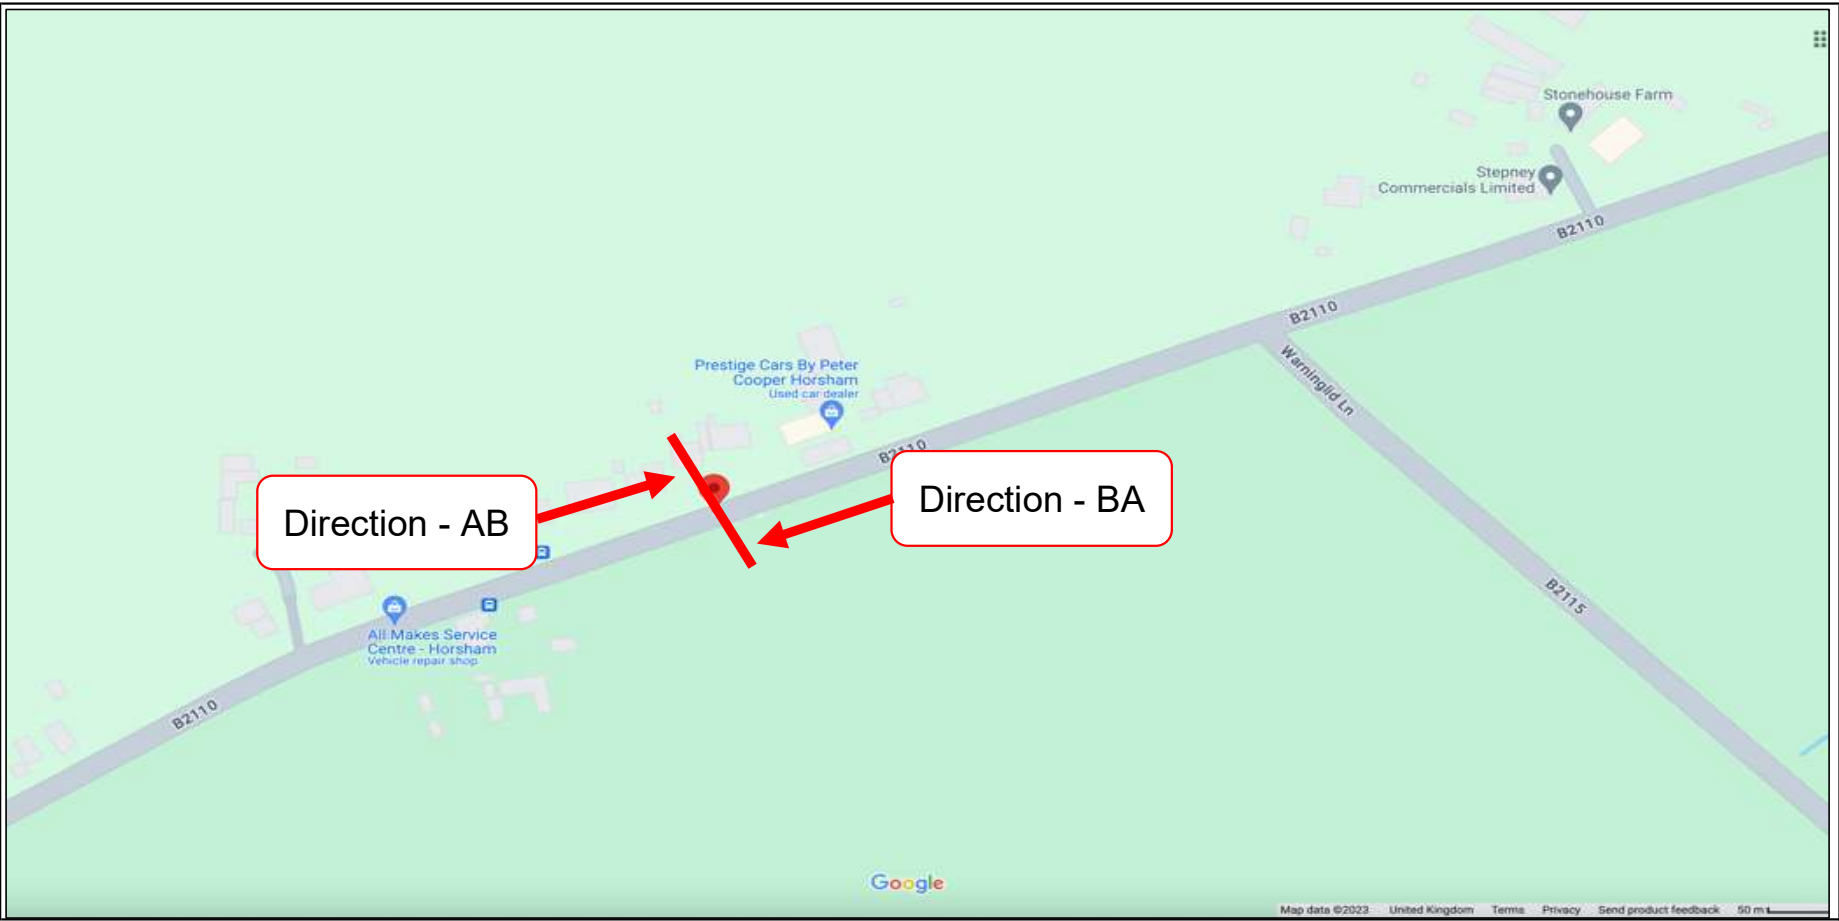 Stonehouse Farm
Stepney
Commercials Limited
B2110
B2110
Warninglid Ln
Prestige Cars By Peter
Cooper Horsham
Used car dealer
B2110
Direction - AB
Direction - BA
B2115
All Makes Service
Centre - Horsham
Vehicle repair shop
B2110
Google
Map data ©2023 United Kingdom Terms Privacy Send product feedback 50 m